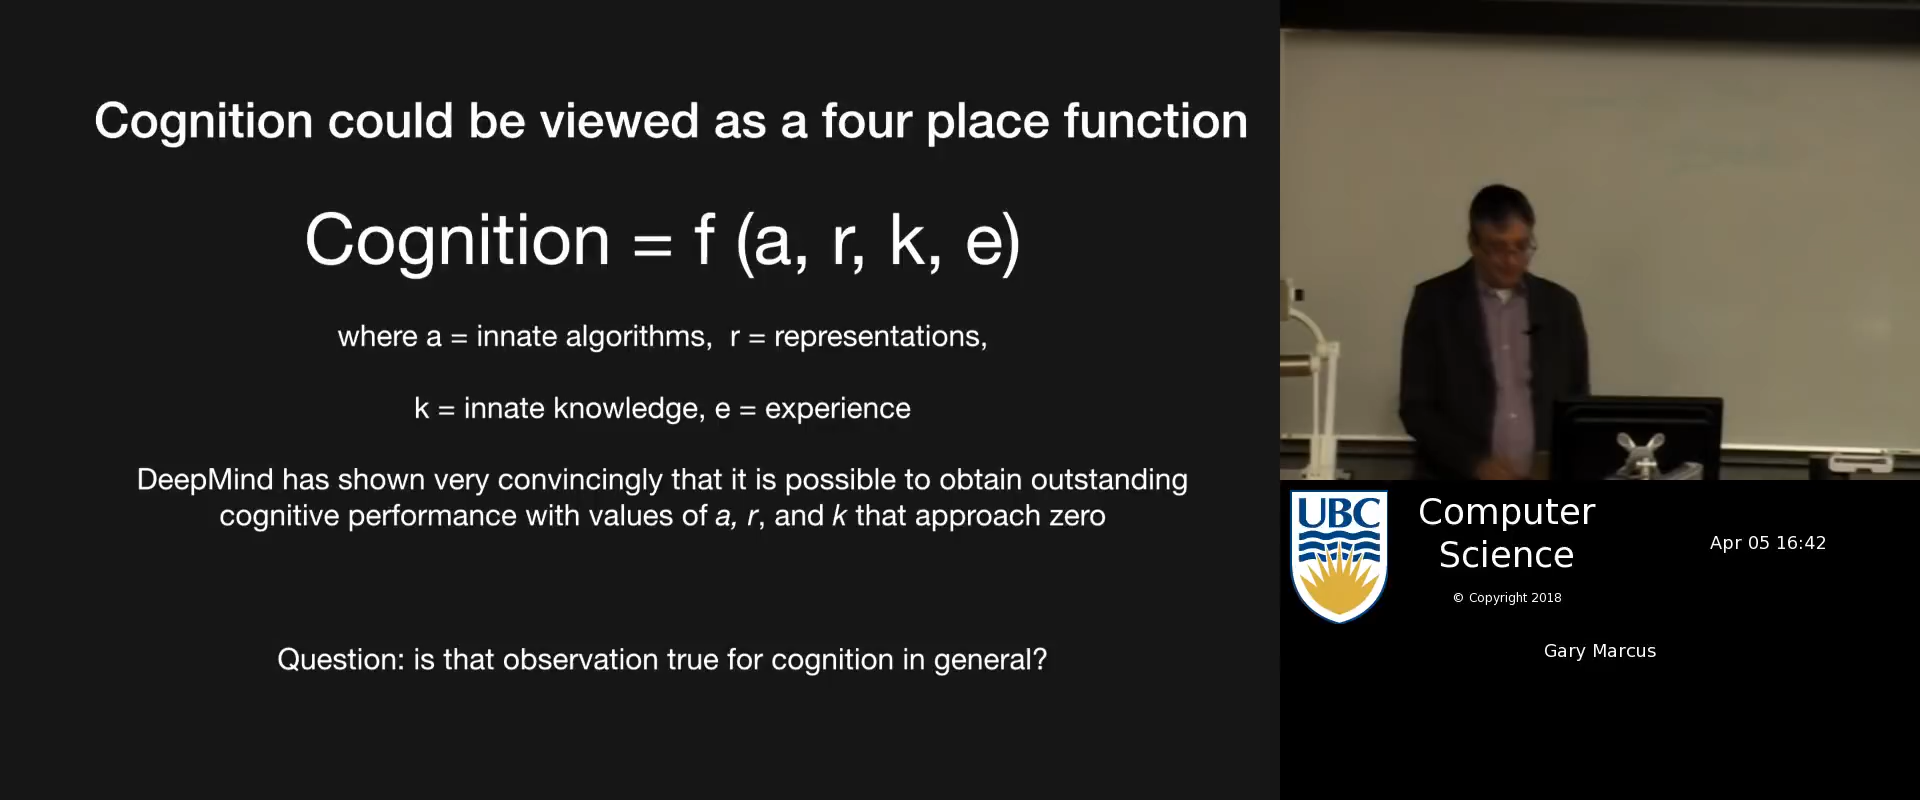 Cognition could be viewed as a four place function
Cognition = f (a, r, k, e)
where a = innate algorithms,  r = representations,
k = innate knowledge, e = experience
DeepMind has shown very convincingly that it is possible to obtain outstanding
cognitive performance with values of a, r, and k that approach zero
Question: is that observation true for cognition in general?
UBC
Computer
Science
© Copyright 2018
Apr 05 16:42
Gary Marcus